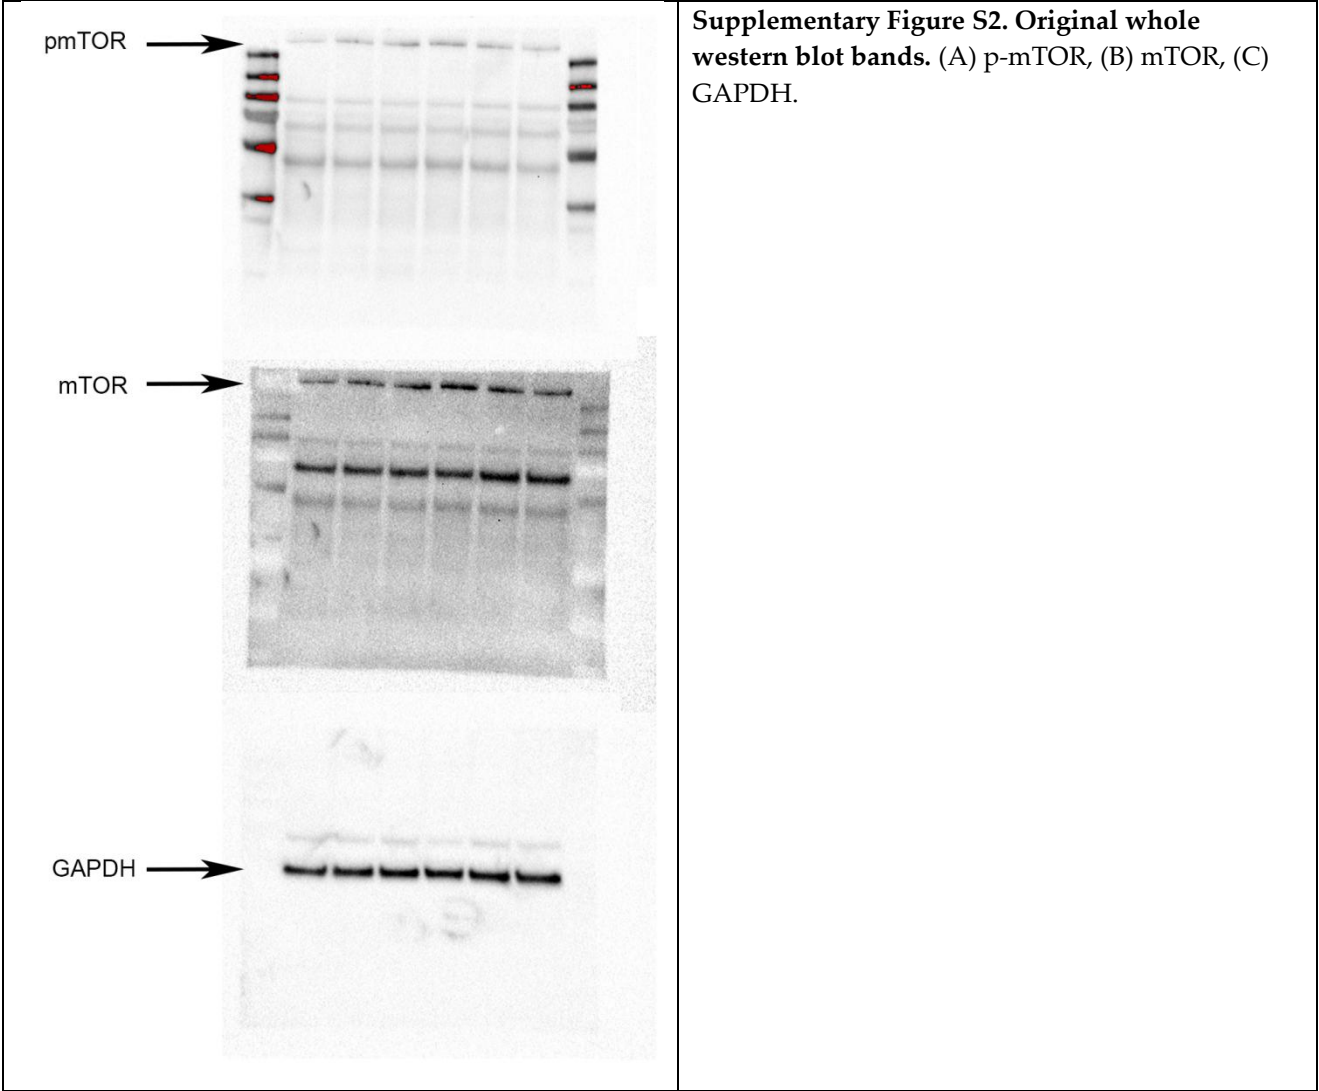 pmTOR
mTOR
GAPDH
Supplementary Figure S2. Original whole
western blot bands. (A) p-mTOR, (B) mTOR, (C)
GAPDH.